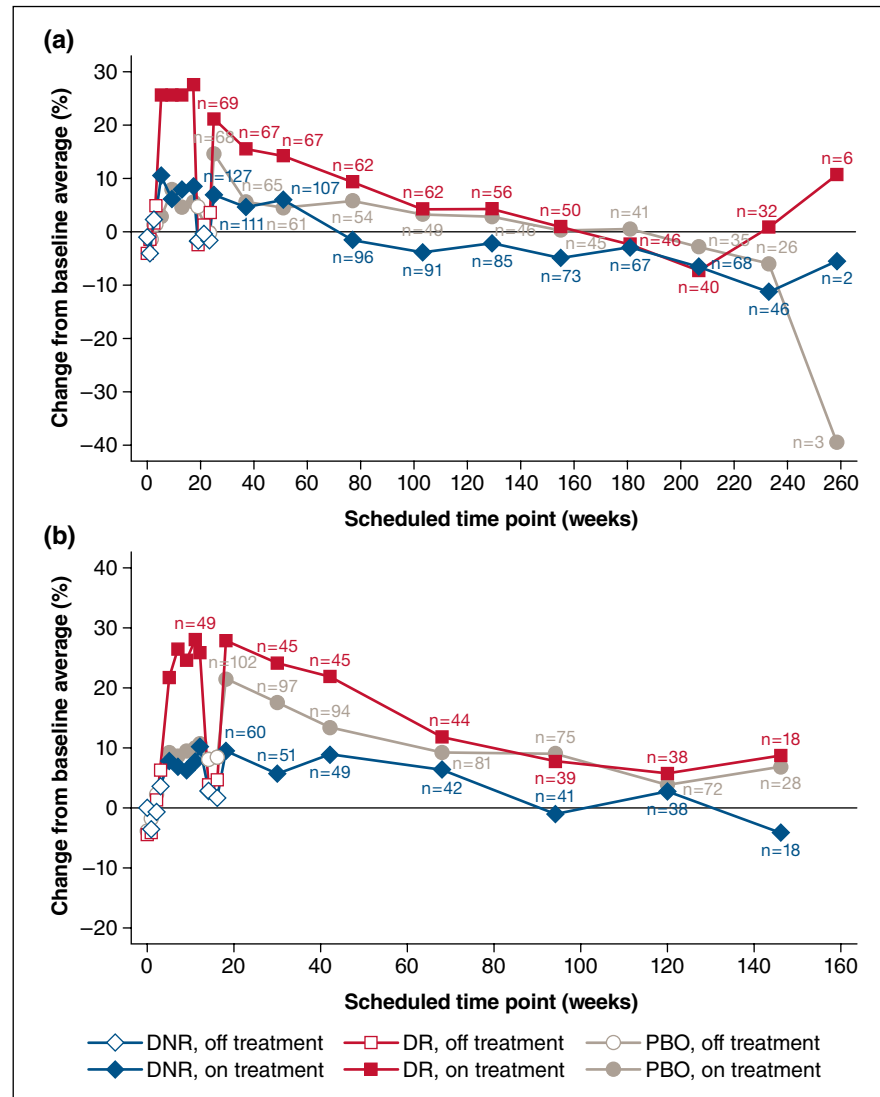 (a)
Change from baseline average (%)
30
20
10
0
−10
−20
−30
−40
n=69
n=67
n=67
n=62
n=62
n=56
n=50
n=46
n=40
n=32
n=6
n=68
n=65
n=61
n=54
n=49
n=46
n=45
n=41
n=35
n=26
n=3
n=127
n=111
n=107
n=96
n=91
n=85
n=73
n=67
n=68
n=46
n=2
0 20 40 60 80 100 120 140 160 180 200 220 240 260
Scheduled time point (weeks)
(b)
Change from baseline average (%)
40
30
20
10
0
−10
−20
n=49
n=45
n=45
n=44
n=39
n=38
n=18
n=102
n=97
n=94
n=81
n=75
n=72
n=28
n=60
n=51
n=49
n=42
n=41
n=38
n=18
0 20 40 60 80 100 120 140 160
Scheduled time point (weeks)
DNR, off treatment DR, off treatment PBO, off treatment
DNR, on treatment DR, on treatment PBO, on treatment